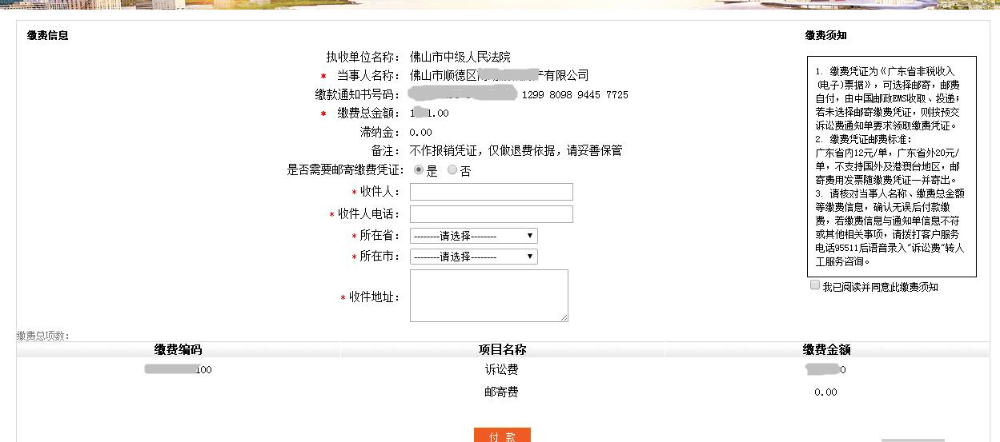 缴费信息
执收单位名称： 佛山市中级人民法院
* 当事人名称： 佛山市顺德区 有限公司
缴款通知书号码： 1299 8098 9445 7725
* 缴费总金额： 1 1.00
滞纳金： 0.00
备注： 不作报销凭证，仅做退费依据，请妥善保管
是否需要邮寄缴费凭证： 是 否
* 收件人：
* 收件人电话：
* 所在省： --------请选择--------
* 所在市： --------请选择--------
* 收件地址：
缴费须知
1. 缴费凭证为《广东省非税收入
(电子)票据》，可选择邮寄，邮费
自付，由中国邮政EMS收取、投递；
若未选择邮寄缴费凭证，则按预交
诉讼费通知单要求领取缴费凭证。
2. 缴费凭证邮费标准：
广东省内12元/单，广东省外20元/
单，不支持国外及港澳台地区，邮
寄费用发票随缴费凭证一并寄出。
3. 请核对当事人名称、缴费总金额
等缴费信息，确认无误后付款缴
费，若缴费信息与通知单信息不符
或其他相关事项，请拨打客户服务
电话95511后语音录入"诉讼费"转人
工服务咨询。
我已阅读并同意此缴费须知
缴费总项数：
缴费编码 项目名称 缴费金额
100 诉讼费 0
邮寄费 0.00
付 款